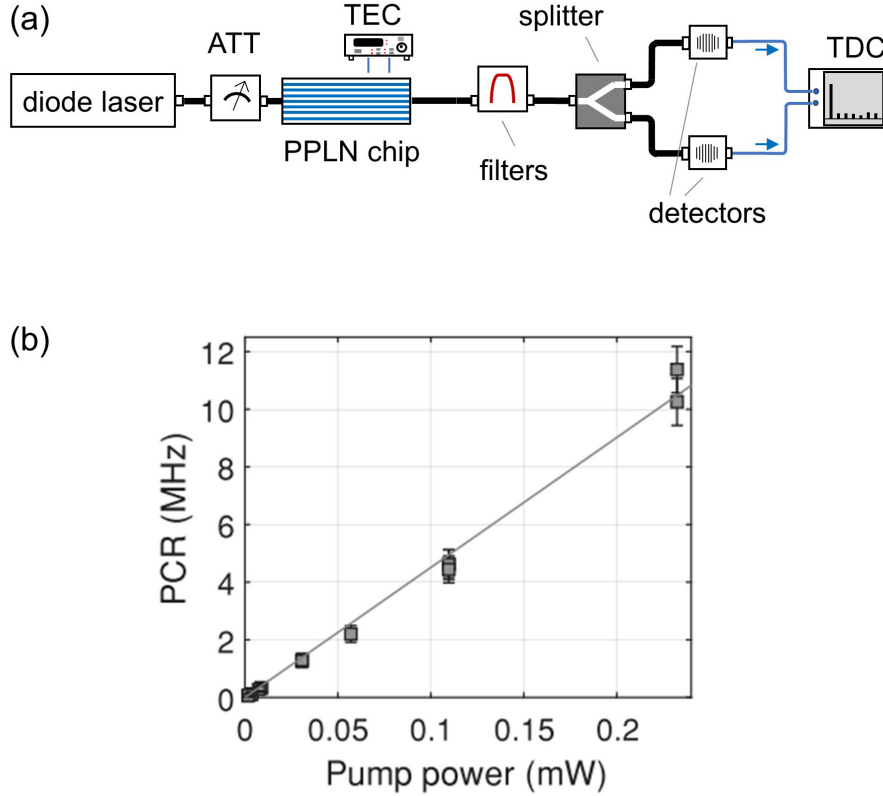 (a)
TEC
splitter
ATT
TDC
diode laser
PPLN chip
filters
detectors
(b)
12
10
8
6
4
2
0
PCR (MHz)
0 0.05 0.1 0.15 0.2
Pump power (mW)